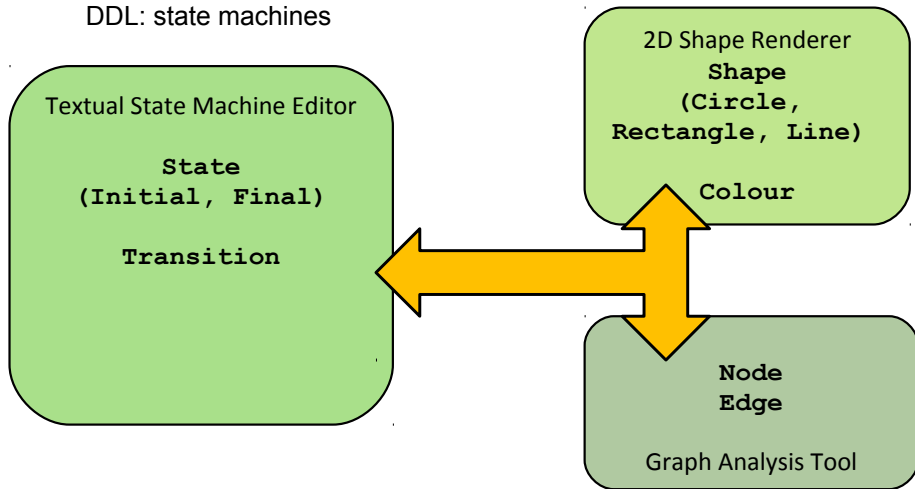 DDL: state machines
Textual State Machine Editor
State
(Initial, Final)
Transition
2D Shape Renderer
Shape
(Circle,
Rectangle, Line)
Colour
Node
Edge
Graph Analysis Tool